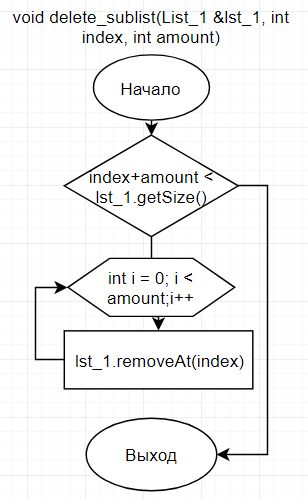 void delete_sublist(List_1 &lst_1, int
index, int amount)
Начало
index+amount <
lst_1.getSize()
int i = 0; i <
amount;i++
lst_1.removeAt(index)
Выход